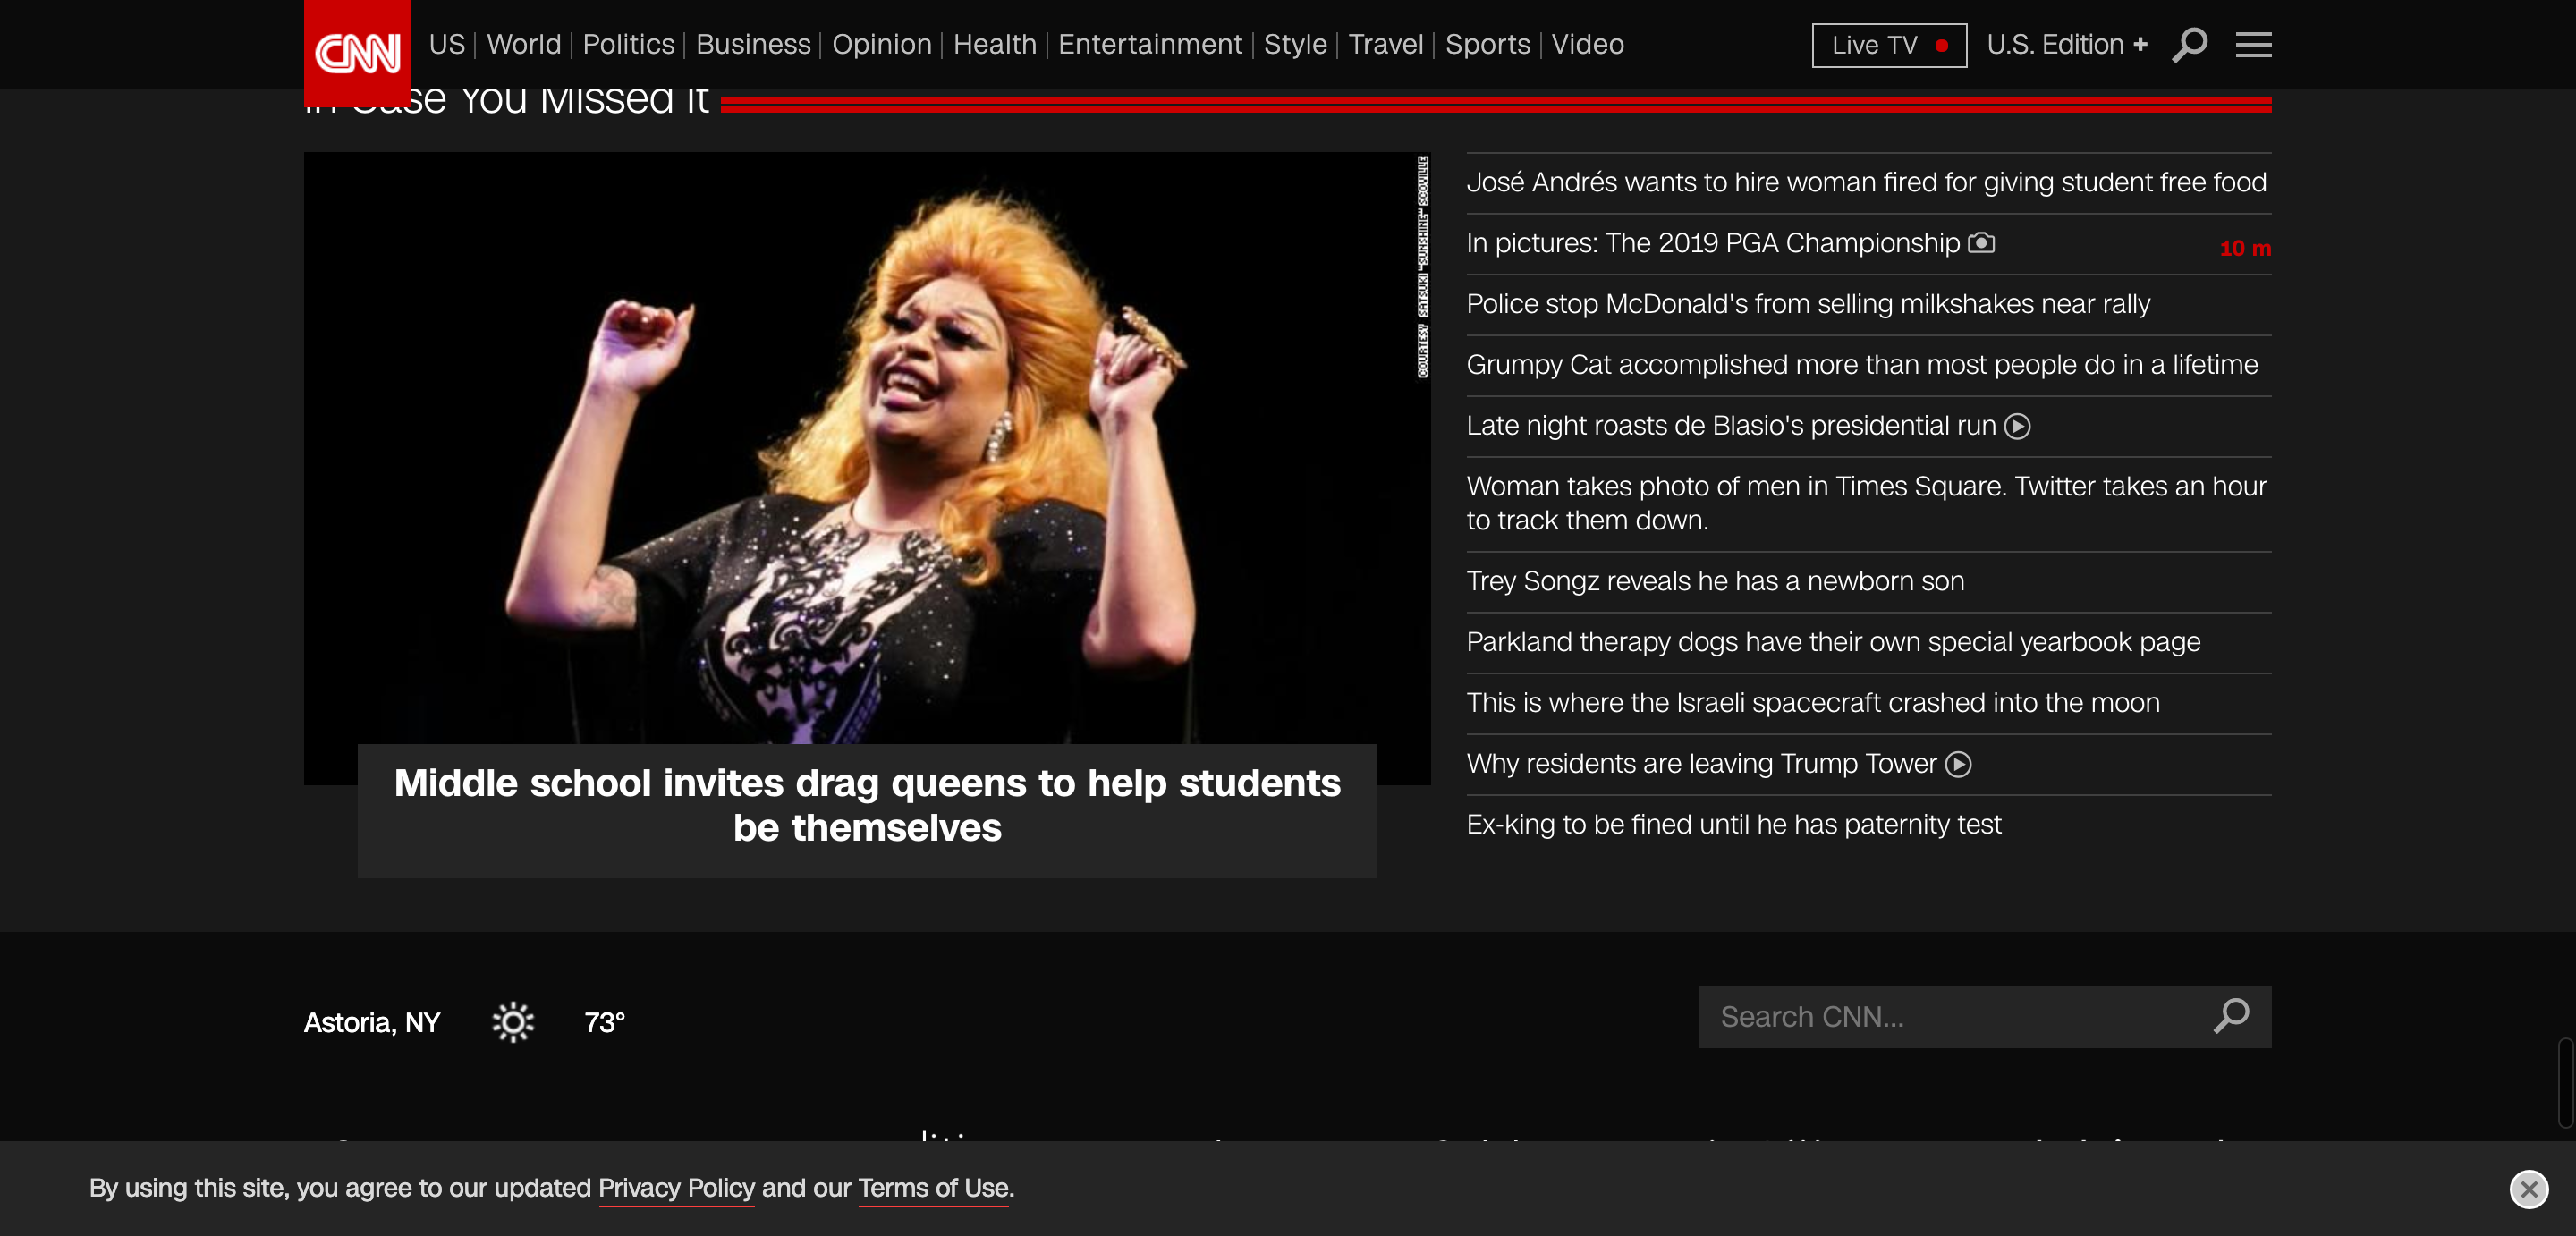 CNN
US World Politics Business Opinion Health Entertainment Style Travel Sports Video
Live TV
U.S. Edition +
In Case You Missed It
COURTESY SATSUKI "SUNSHINE" SCOVILLE
Middle school invites drag queens to help students
be themselves
José Andrés wants to hire woman fired for giving student free food
In pictures: The 2019 PGA Championship
10 m
Police stop McDonald's from selling milkshakes near rally
Grumpy Cat accomplished more than most people do in a lifetime
Late night roasts de Blasio's presidential run
Woman takes photo of men in Times Square. Twitter takes an hour
to track them down.
Trey Songz reveals he has a newborn son
Parkland therapy dogs have their own special yearbook page
This is where the Israeli spacecraft crashed into the moon
Why residents are leaving Trump Tower
Ex-king to be fined until he has paternity test
Astoria, NY
73°
Search CNN...
By using this site, you agree to our updated Privacy Policy and our Terms of Use.